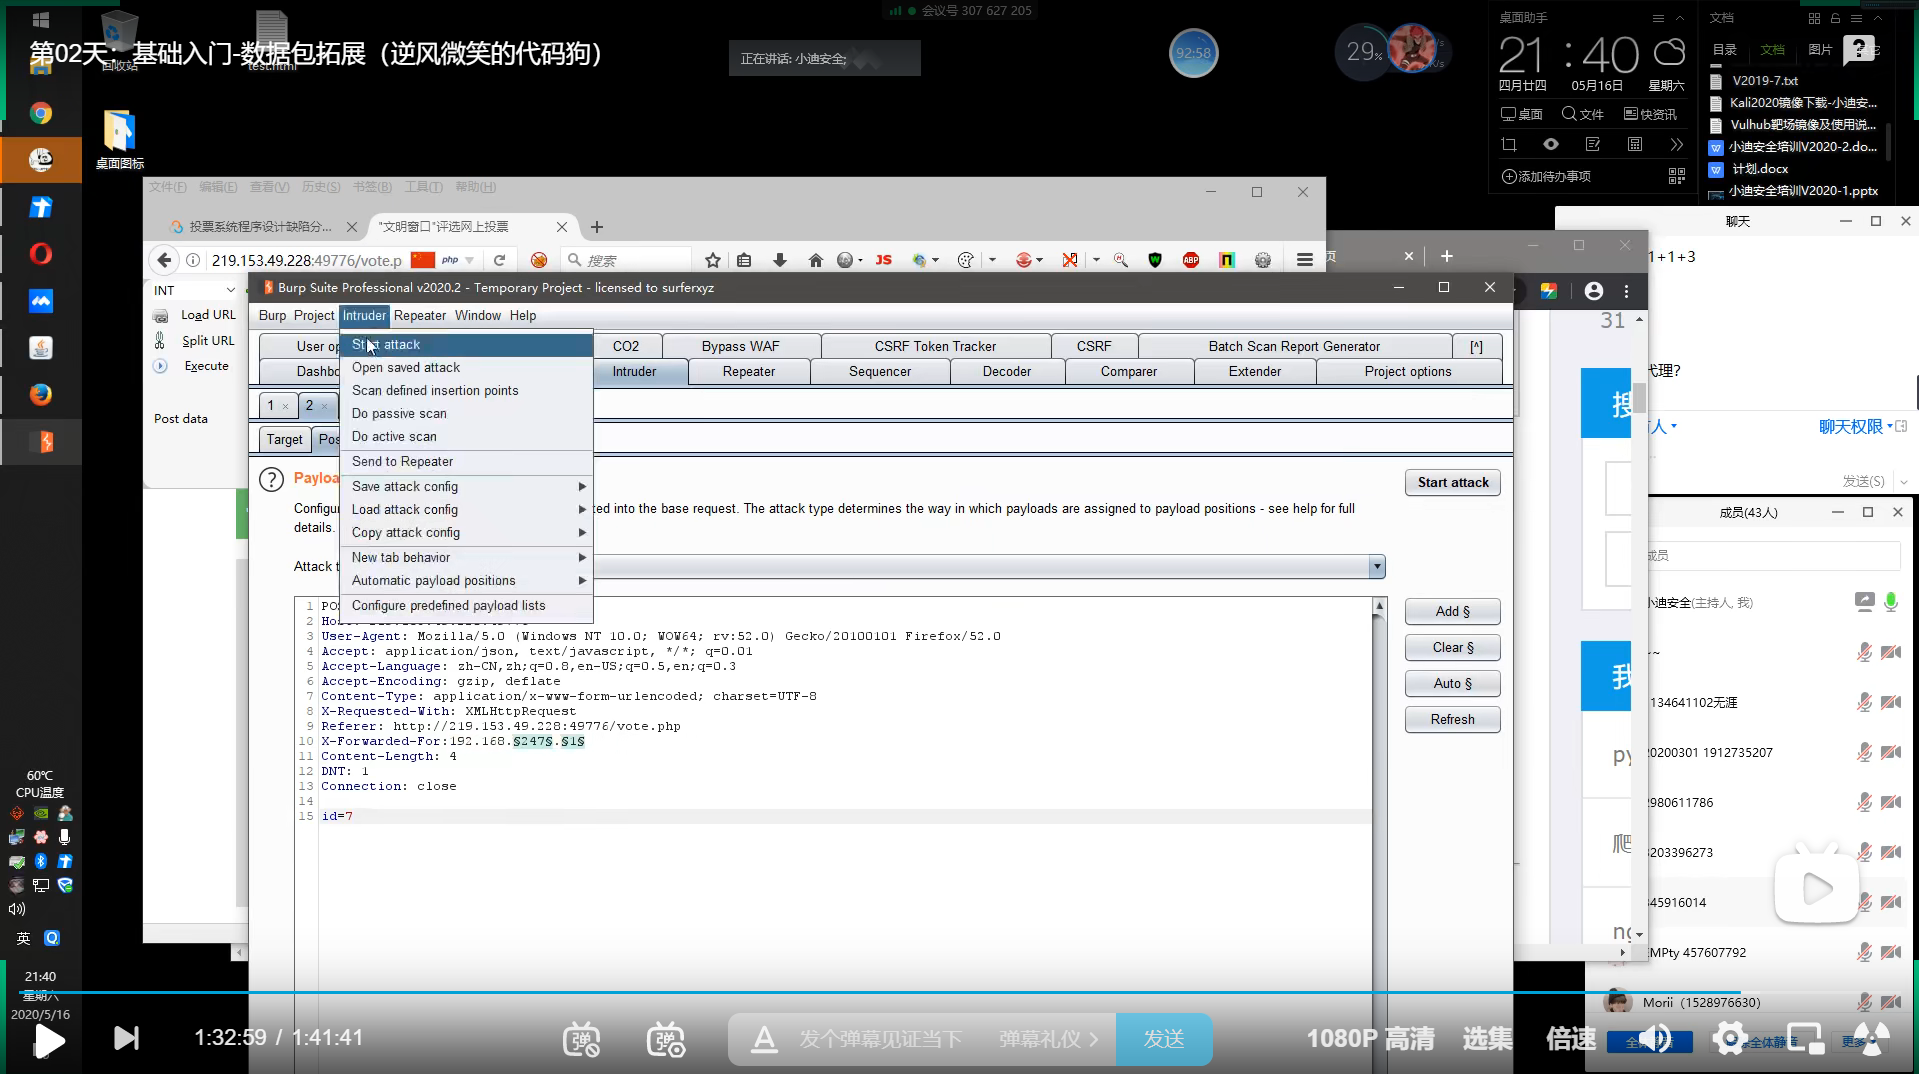 会议号 307 627 205
第02天：基础入门-数据包拓展（逆风微笑的代码狗）
回收站
test.html
正在讲话: 小迪安全;
92:58
29%
桌面助手
21:40
四月廿四 05月16日 星期六
桌面 文件 快资讯
添加待办事项
文档
目录 文档 图片
V2019-7.txt
Kali2020镜像下载-小迪安...
Vulhub靶场镜像及使用说...
小迪安全培训V2020-2.do...
计划.docx
小迪安全培训V2020-1.pptx
桌面图标
文件(F) 编辑(E) 查看(V) 历史(S) 书签(B) 工具(T) 帮助(H)
投票系统程序设计缺陷分...
"文明窗口"评选网上投票
219.153.49.228:49776/vote.p
php
搜索
JS
ABP
INT
Load URL
Split URL
Execute
Post data
Burp Suite Professional v2020.2 - Temporary Project - licensed to surferxyz
Burp Project Intruder Repeater Window Help
User op
CO2 Bypass WAF CSRF Token Tracker CSRF Batch Scan Report Generator [^]
Dashbo
Intruder Repeater Sequencer Decoder Comparer Extender Project options
1 × 2 ×
Target Pos
Start attack
Open saved attack
Scan defined insertion points
Do passive scan
Do active scan
Send to Repeater
Save attack config
Load attack config
Copy attack config
New tab behavior
Automatic payload positions
Configure predefined payload lists
Payloa
Start attack
Configu
ted into the base request. The attack type determines the way in which payloads are assigned to payload positions - see help for full
details.
Attack t
Add §
Clear §
Auto §
Refresh
1 POS
2 Hos
3 User-Agent: Mozilla/5.0 (Windows NT 10.0; WOW64; rv:52.0) Gecko/20100101 Firefox/52.0
4 Accept: application/json, text/javascript, */*; q=0.01
5 Accept-Language: zh-CN,zh;q=0.8,en-US;q=0.5,en;q=0.3
6 Accept-Encoding: gzip, deflate
7 Content-Type: application/x-www-form-urlencoded; charset=UTF-8
8 X-Requested-With: XMLHttpRequest
9 Referer: http://219.153.49.228:49776/vote.php
10 X-Forwarded-For:192.168.§247§.§1§
11 Content-Length: 4
12 DNT: 1
13 Connection: close
14
15 id=7
31
搜
我
py
爬
ng
聊天
1+1+3
代理?
人
聊天权限
发送(S)
成员(43人)
成员
小迪安全(主持人, 我)
~~
134641102无涯
20200301 1912735207
2980611786
3203396273
345916014
EMPty 457607792
Morii (1528976630)
60℃
CPU温度
英
21:40
星期六
2020/5/16
1:32:59 / 1:41:41
弹 弹
发个弹幕见证当下
弹幕礼仪 >
发送
1080P 高清
选集
倍速
更多